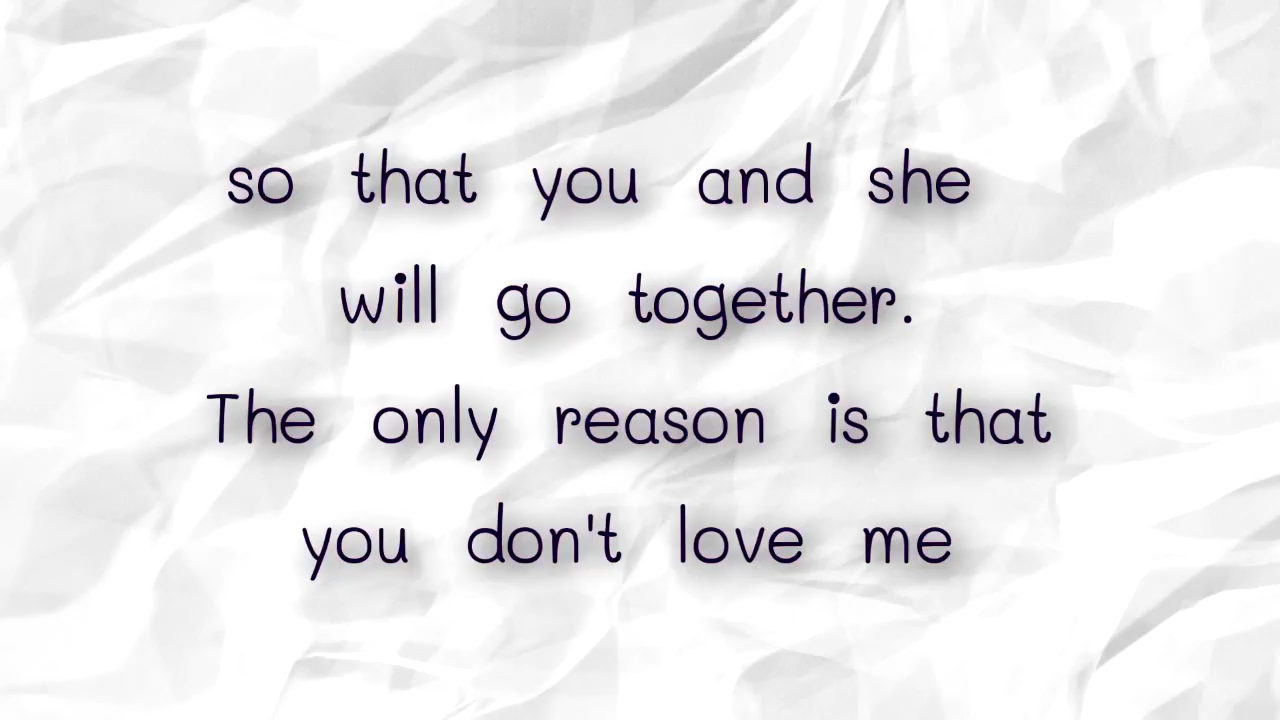 so that you and she
will go together.
The only reason is that
you don't love me